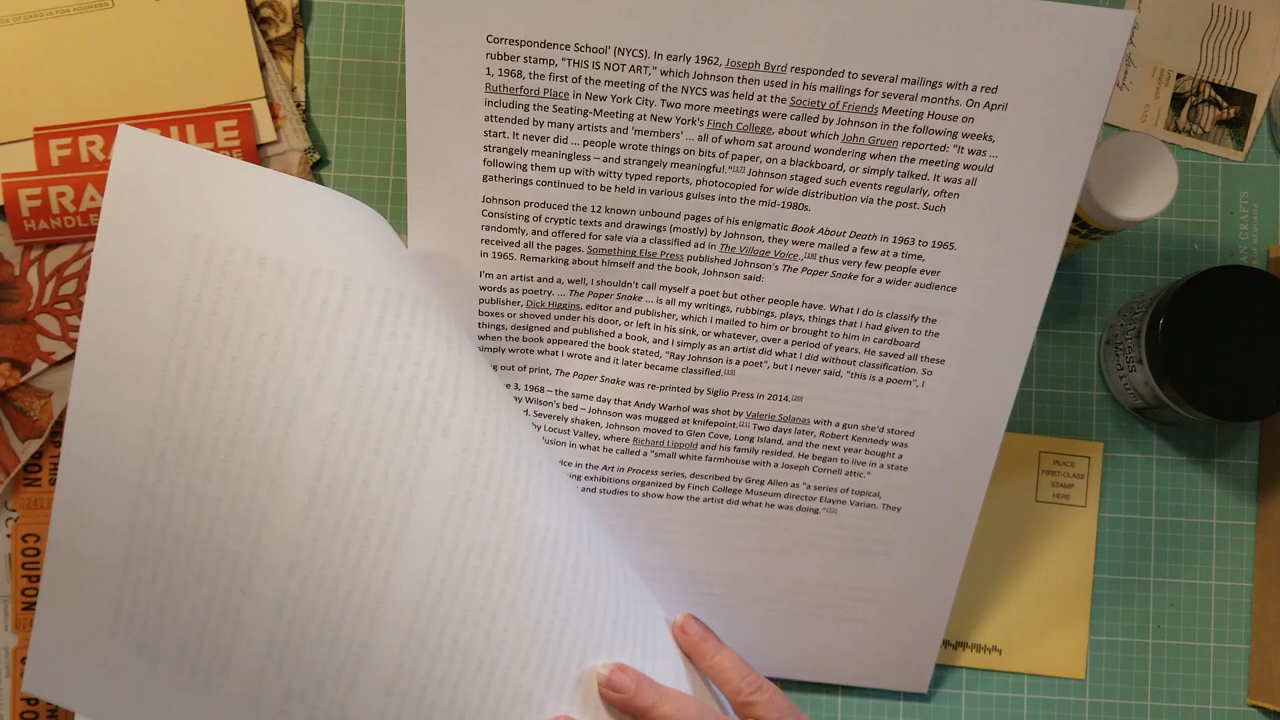 DE OF CARD IS FOR ADDRESS
FRAGILE
FRA
HANDLE
COUPON
Correspondence School' (NYCS). In early 1962, Joseph Byrd responded to several mailings with a red
rubber stamp, "THIS IS NOT ART," which Johnson then used in his mailings for several months. On April
1, 1968, the first of the meeting of the NYCS was held at the Society of Friends Meeting House on
Rutherford Place in New York City. Two more meetings were called by Johnson in the following weeks,
including the Seating-Meeting at New York's Finch College, about which John Gruen reported: "It was ...
attended by many artists and 'members' ... all of whom sat around wondering when the meeting would
start. It never did ... people wrote things on bits of paper, on a blackboard, or simply talked. It was all
strangely meaningless – and strangely meaningful."[17] Johnson staged such events regularly, often
following them up with witty typed reports, photocopied for wide distribution via the post. Such
gatherings continued to be held in various guises into the mid-1980s.
Johnson produced the 12 known unbound pages of his enigmatic Book About Death in 1963 to 1965.
Consisting of cryptic texts and drawings (mostly) by Johnson, they were mailed a few at a time,
randomly, and offered for sale via a classified ad in The Village Voice.,[18] thus very few people ever
received all the pages. Something Else Press published Johnson's The Paper Snake for a wider audience
in 1965. Remarking about himself and the book, Johnson said:
I'm an artist and a, well, I shouldn't call myself a poet but other people have. What I do is classify the
words as poetry. ... The Paper Snake ... is all my writings, rubbings, plays, things that I had given to the
publisher, Dick Higgins, editor and publisher, which I mailed to him or brought to him in cardboard
boxes or shoved under his door, or left in his sink, or whatever, over a period of years. He saved all these
things, designed and published a book, and I simply as an artist did what I did without classification. So
when the book appeared the book stated, "Ray Johnson is a poet", but I never said, "this is a poem", I
simply wrote what I wrote and it later became classified.[19]
g out of print, The Paper Snake was re-printed by Siglio Press in 2014.[20]
e 3, 1968 – the same day that Andy Warhol was shot by Valerie Solanas with a gun she'd stored
ay Wilson's bed – Johnson was mugged at knifepoint.[21] Two days later, Robert Kennedy was
d. Severely shaken, Johnson moved to Glen Cove, Long Island, and the next year bought a
by Locust Valley, where Richard Lippold and his family resided. He began to live in a state
lusion in what he called a "small white farmhouse with a Joseph Cornell attic."
ice in the Art in Process series, described by Greg Allen as "a series of topical,
ing exhibitions organized by Finch College Museum director Elayne Varian. They
and studies to show how the artist did what he was doing."[22]
PLACE
FIRST-CLASS
STAMP
HERE